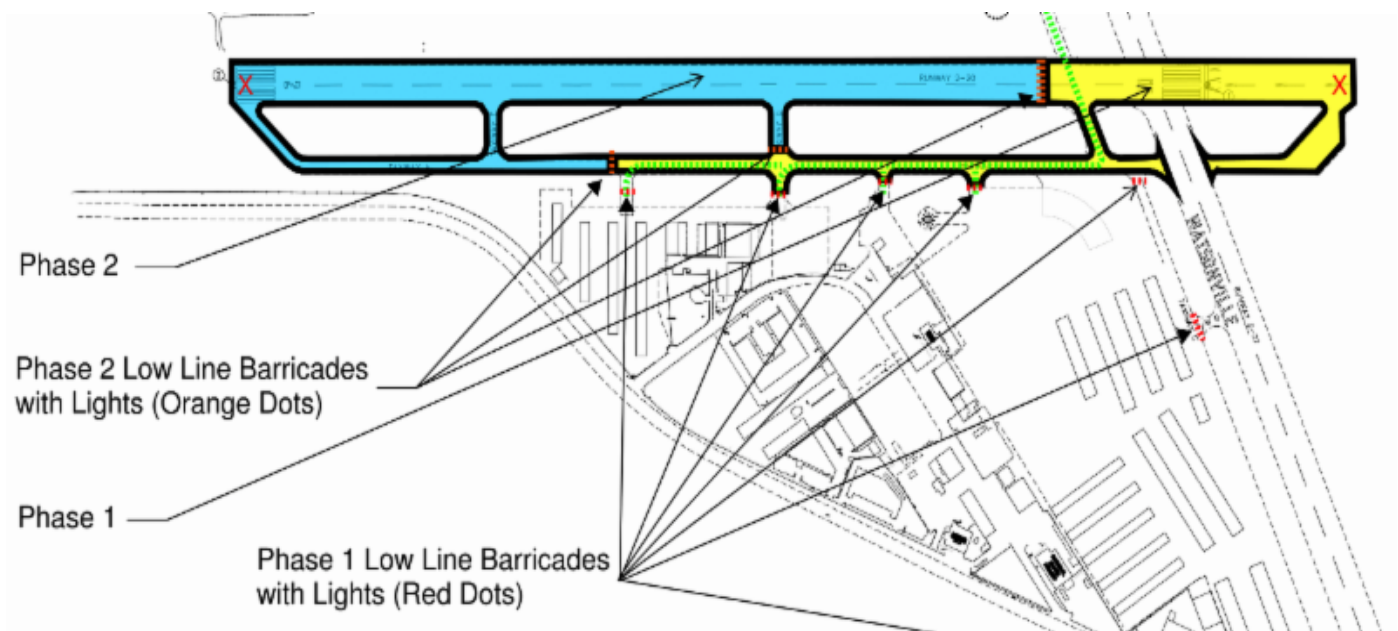 RUNWAY 2-20
WATSONVILLE
Phase 2
Phase 2 Low Line Barricades
with Lights (Orange Dots)
Phase 1
Phase 1 Low Line Barricades
with Lights (Red Dots)